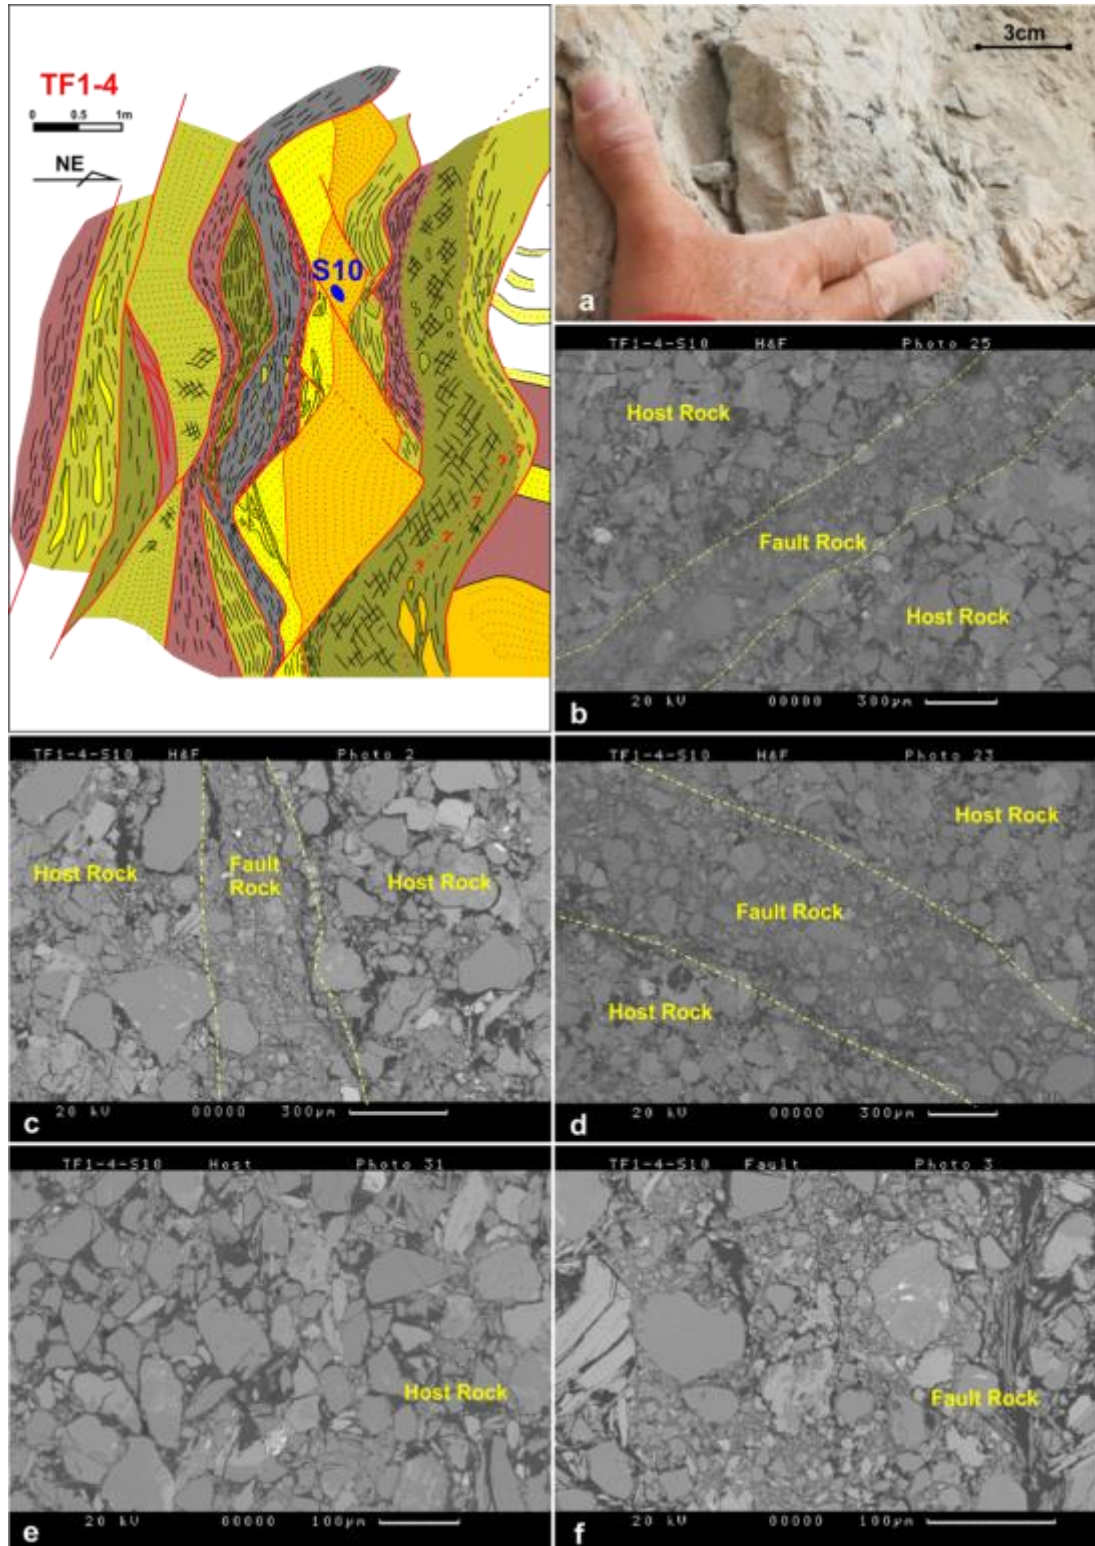 TF1-4
0 0.5 1m
NE
S10
? ?
?
?
?
?
3cm
a
TF1-4-S10 H&F Photo 25
Host Rock
Fault Rock
Host Rock
20 kV 00000 300µm
b
TF1-4-S10 H&F Photo 2
Host Rock
Fault
Rock
Host Rock
20 kV 00000 300µm
c
TF1-4-S10 H&F Photo 23
Host Rock
Fault Rock
Host Rock
20 kV 00000 300µm
d
TF1-4-S10 Host Photo 31
Host Rock
20 kV 00000 100µm
e
TF1-4-S10 Fault Photo 3
Fault Rock
20 kV 00000 100µm
f